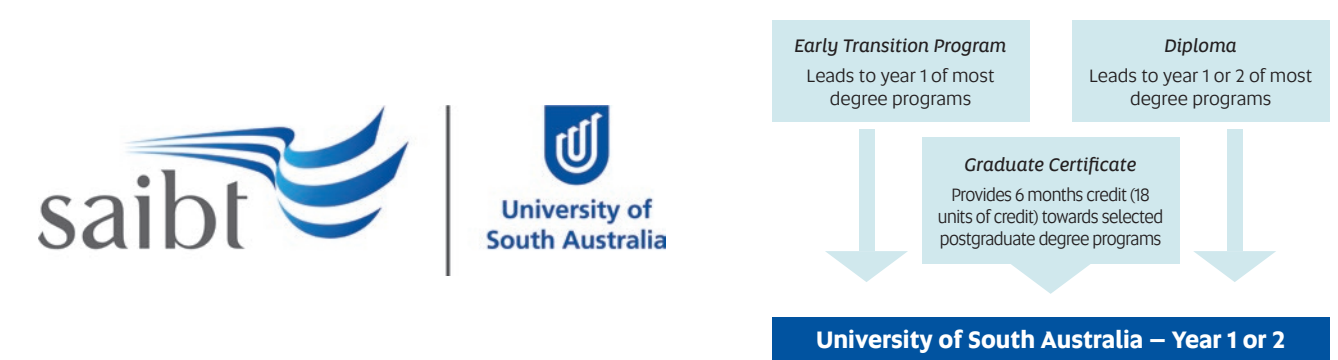 saibt
University of
South Australia
Early Transition Program
Leads to year 1 of most
degree programs
Diploma
Leads to year 1 or 2 of most
degree programs
Graduate Certificate
Provides 6 months credit (18
units of credit) towards selected
postgraduate degree programs
University of South Australia – Year 1 or 2